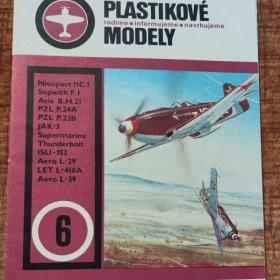 PLASTIKOVÉ
radíme • informujeme • navrhujeme
MODELY
Nieuport 11C.1
Sopwith F.1
Avia B.H.21
PZL P.24A
PZL P.23B
JAK-3
Supermarine
Thunderbolt
ISU-152
Aero L-29
LET L-410A
Aero L-39
6